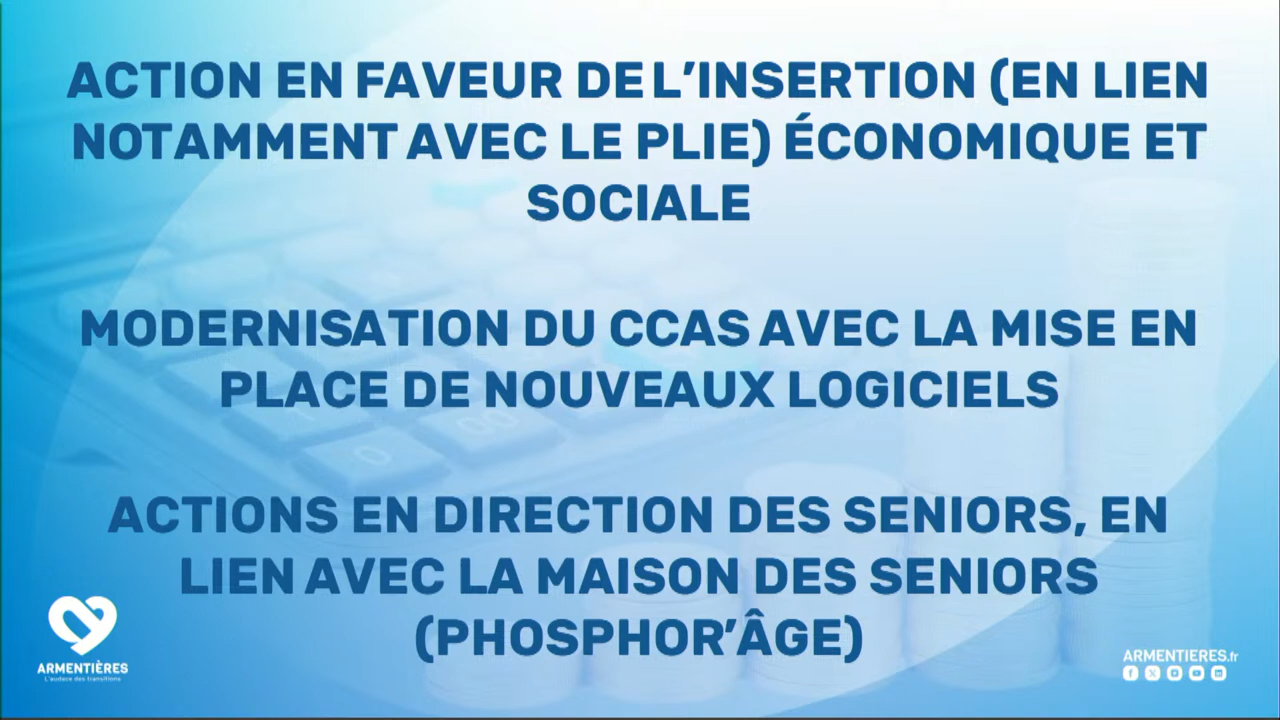 ACTION EN FAVEUR DE L'INSERTION (EN LIEN
NOTAMMENT AVEC LE PLIE) ÉCONOMIQUE ET
SOCIALE
MODERNISATION DU CCAS AVEC LA MISE EN
PLACE DE NOUVEAUX LOGICIELS
ACTIONS EN DIRECTION DES SENIORS, EN
LIEN AVEC LA MAISON DES SENIORS
(PHOSPHOR'ÂGE)
ARMENTIÈRES
L'audace des transitions
ARMENTIERES.fr